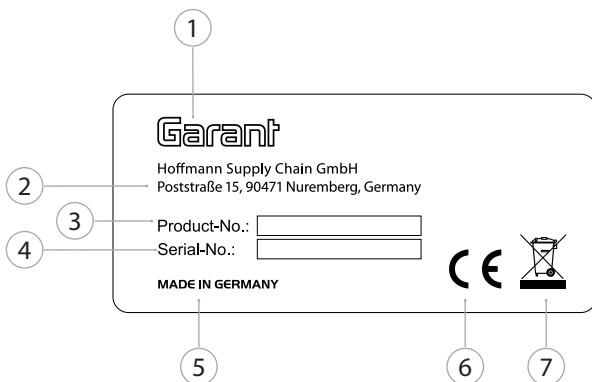 1
Garant
Hoffmann Supply Chain GmbH
2
Poststraße 15, 90471 Nuremberg, Germany
3
Product-No.:
4
Serial-No.:
MADE IN GERMANY
CE
5
6
7